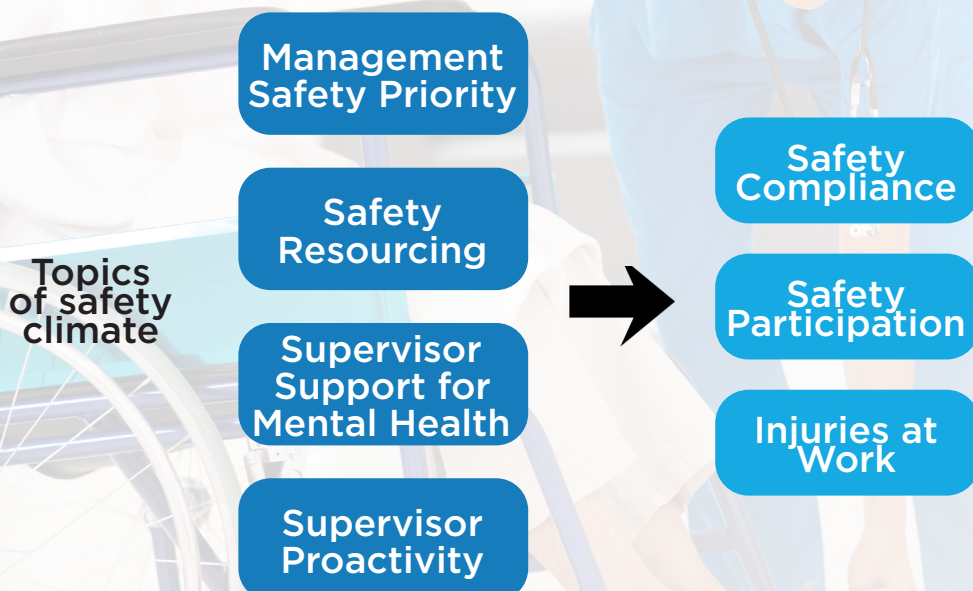 Topics
of safety
climate
Management
Safety Priority
Safety
Resourcing
Supervisor
Support for
Mental Health
Supervisor
Proactivity
Safety
Compliance
Safety
Participation
Injuries at
Work